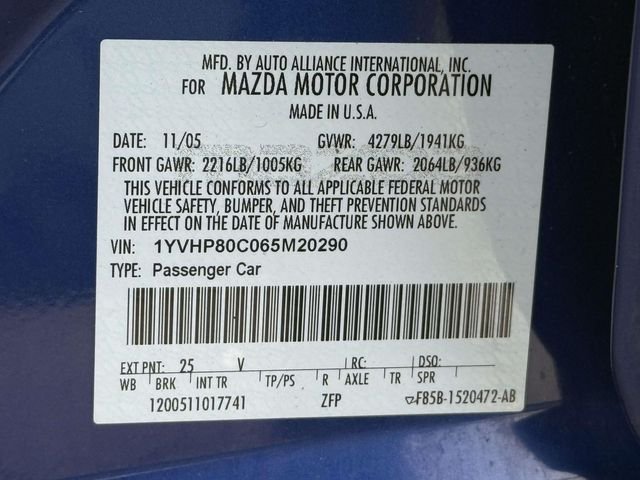 MFD. BY AUTO ALLIANCE INTERNATIONAL, INC.
FOR MAZDA MOTOR CORPORATION
MADE IN U.S.A.
DATE: 11/05 GVWR: 4279LB/1941KG
FRONT GAWR: 2216LB/1005KG REAR GAWR: 2064LB/936KG
THIS VEHICLE CONFORMS TO ALL APPLICABLE FEDERAL MOTOR
VEHICLE SAFETY, BUMPER, AND THEFT PREVENTION STANDARDS
IN EFFECT ON THE DATE OF MANUFACTURE SHOWN ABOVE.
VIN: 1YVHP80C065M20290
TYPE: Passenger Car
EXT PNT: 25 V RC: DSO:
WB BRK INT TR TP/PS R AXLE TR SPR
1200511017741 ZFP F85B-1520472-AB